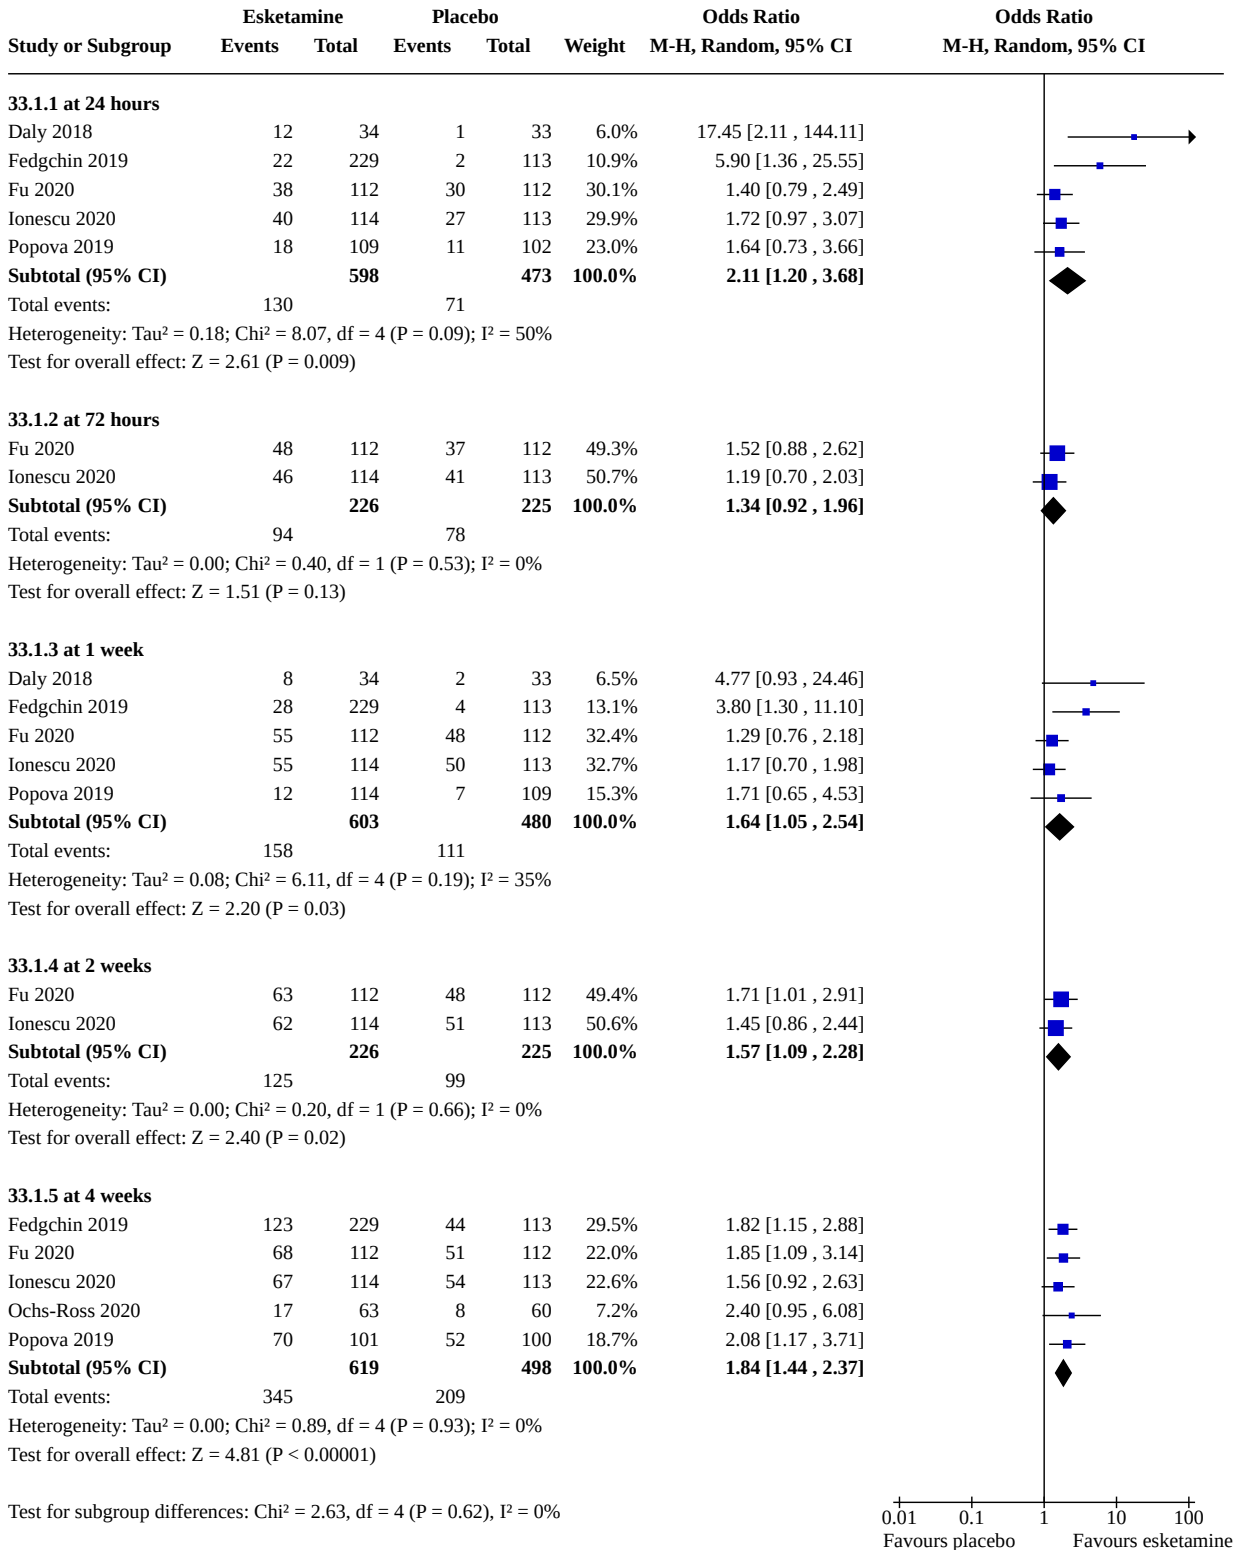 Esketamine Placebo Odds Ratio Odds Ratio
Study or Subgroup Events Total Events Total Weight M-H, Random, 95% CI M-H, Random, 95% CI
33.1.1 at 24 hours
Daly 2018 12 34 1 33 6.0% 17.45 [2.11 , 144.11]
Fedgchin 2019 22 229 2 113 10.9% 5.90 [1.36 , 25.55]
Fu 2020 38 112 30 112 30.1% 1.40 [0.79 , 2.49]
Ionescu 2020 40 114 27 113 29.9% 1.72 [0.97 , 3.07]
Popova 2019 18 109 11 102 23.0% 1.64 [0.73 , 3.66]
Subtotal (95% CI) 598 473 100.0% 2.11 [1.20 , 3.68]
Total events: 130 71
Heterogeneity: Tau² = 0.18; Chi² = 8.07, df = 4 (P = 0.09); I² = 50%
Test for overall effect: Z = 2.61 (P = 0.009)
33.1.2 at 72 hours
Fu 2020 48 112 37 112 49.3% 1.52 [0.88 , 2.62]
Ionescu 2020 46 114 41 113 50.7% 1.19 [0.70 , 2.03]
Subtotal (95% CI) 226 225 100.0% 1.34 [0.92 , 1.96]
Total events: 94 78
Heterogeneity: Tau² = 0.00; Chi² = 0.40, df = 1 (P = 0.53); I² = 0%
Test for overall effect: Z = 1.51 (P = 0.13)
33.1.3 at 1 week
Daly 2018 8 34 2 33 6.5% 4.77 [0.93 , 24.46]
Fedgchin 2019 28 229 4 113 13.1% 3.80 [1.30 , 11.10]
Fu 2020 55 112 48 112 32.4% 1.29 [0.76 , 2.18]
Ionescu 2020 55 114 50 113 32.7% 1.17 [0.70 , 1.98]
Popova 2019 12 114 7 109 15.3% 1.71 [0.65 , 4.53]
Subtotal (95% CI) 603 480 100.0% 1.64 [1.05 , 2.54]
Total events: 158 111
Heterogeneity: Tau² = 0.08; Chi² = 6.11, df = 4 (P = 0.19); I² = 35%
Test for overall effect: Z = 2.20 (P = 0.03)
33.1.4 at 2 weeks
Fu 2020 63 112 48 112 49.4% 1.71 [1.01 , 2.91]
Ionescu 2020 62 114 51 113 50.6% 1.45 [0.86 , 2.44]
Subtotal (95% CI) 226 225 100.0% 1.57 [1.09 , 2.28]
Total events: 125 99
Heterogeneity: Tau² = 0.00; Chi² = 0.20, df = 1 (P = 0.66); I² = 0%
Test for overall effect: Z = 2.40 (P = 0.02)
33.1.5 at 4 weeks
Fedgchin 2019 123 229 44 113 29.5% 1.82 [1.15 , 2.88]
Fu 2020 68 112 51 112 22.0% 1.85 [1.09 , 3.14]
Ionescu 2020 67 114 54 113 22.6% 1.56 [0.92 , 2.63]
Ochs-Ross 2020 17 63 8 60 7.2% 2.40 [0.95 , 6.08]
Popova 2019 70 101 52 100 18.7% 2.08 [1.17 , 3.71]
Subtotal (95% CI) 619 498 100.0% 1.84 [1.44 , 2.37]
Total events: 345 209
Heterogeneity: Tau² = 0.00; Chi² = 0.89, df = 4 (P = 0.93); I² = 0%
Test for overall effect: Z = 4.81 (P < 0.00001)
Test for subgroup differences: Chi² = 2.63, df = 4 (P = 0.62), I² = 0%
0.01 0.1 1 10 100
Favours placebo Favours esketamine